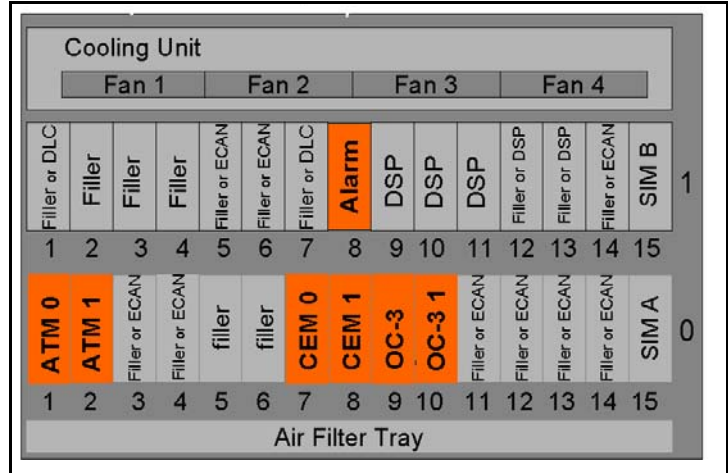 Cooling Unit
Fan 1 Fan 2 Fan 3 Fan 4
Filler or DLC
Filler
Filler
Filler
Filler or ECAN
Filler or ECAN
Filler or DLC
Alarm
DSP
DSP
DSP
Filler or DSP
Filler or DSP
Filler or ECAN
SIM B
1
1 2 3 4 5 6 7 8 9 10 11 12 13 14 15
ATM 0
ATM 1
Filler or ECAN
Filler or ECAN
filler
filler
CEM 0
CEM 1
OC-3
OC-3 1
Filler or ECAN
Filler or ECAN
Filler or ECAN
Filler or ECAN
SIM A
0
1 2 3 4 5 6 7 8 9 10 11 12 13 14 15
Air Filter Tray